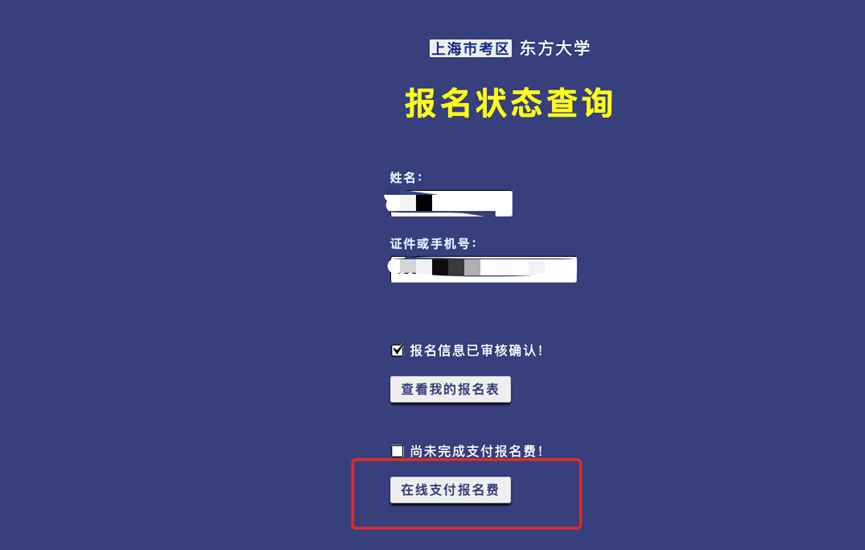 上海市考区 东方大学
报名状态查询
姓名：
证件或手机号：
报名信息已审核确认！
查看我的报名表
尚未完成支付报名费！
在线支付报名费